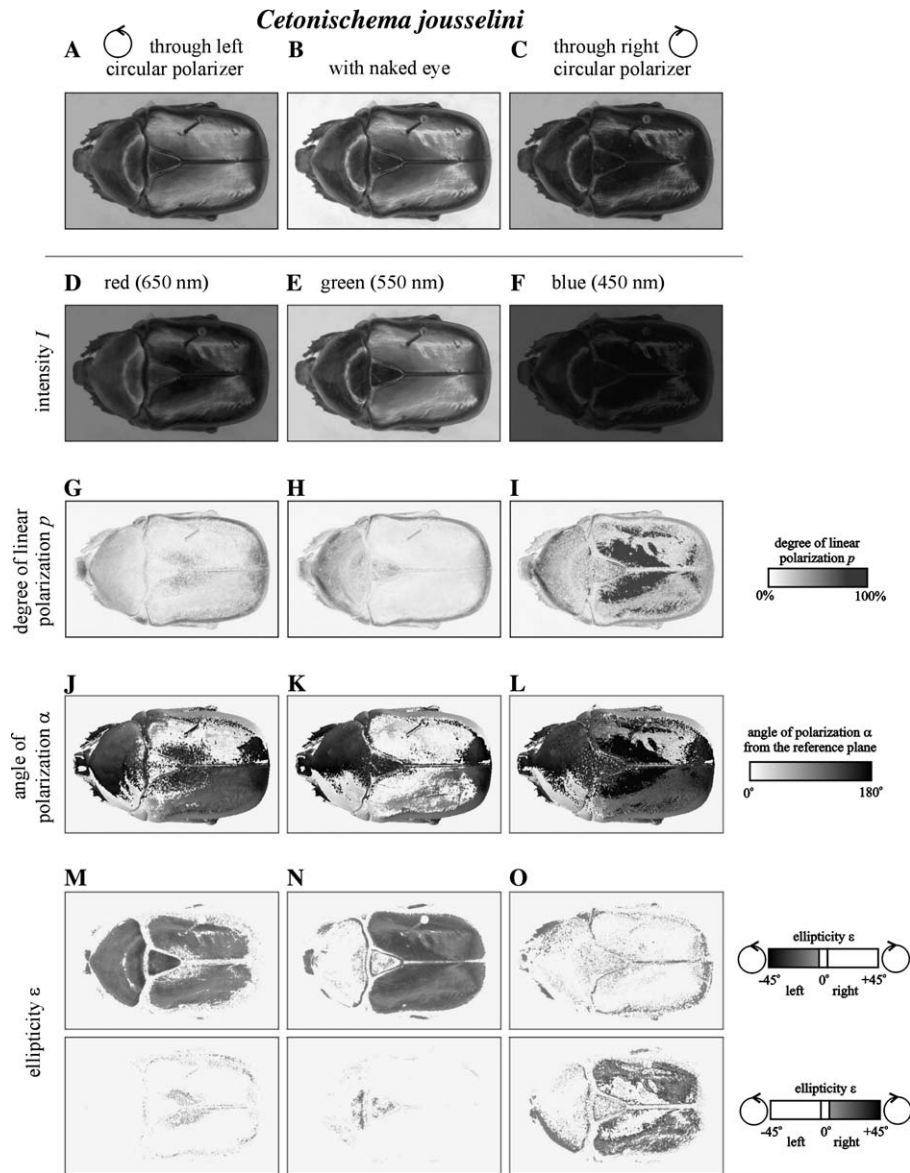 Cetonischema jousselini
A through left
circular polarizer
B
with naked eye
C through right
circular polarizer
D red (650 nm)
E green (550 nm)
F blue (450 nm)
intensity I
G
H
I
degree of linear
polarization p
degree of linear
polarization p
0% 100%
J
K
L
angle of
polarization α
angle of polarization α
from the reference plane
0° 180°
M
N
O
ellipticity ε
ellipticity ε
-45° 0° +45°
left right
ellipticity ε
-45° 0° +45°
left right